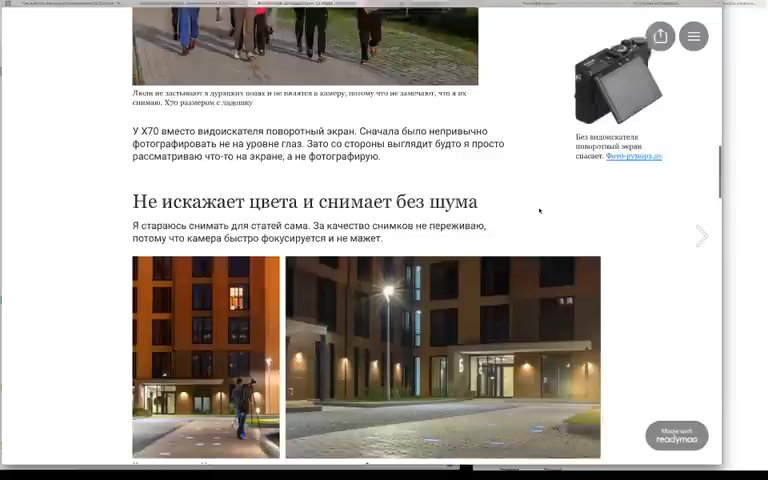 Люди не застывают в дурацких позах и не пялятся в камеру, потому что не замечают, что я их
снимаю. X70 размером с ладошку
Без видоискателя
поворотный экран
спасает.
У X70 вместо видоискателя поворотный экран. Сначала было непривычно
фотографировать не на уровне глаз. Зато со стороны выглядит будто я просто
рассматриваю что-то на экране, а не фотографирую.
Не искажает цвета и снимает без шума
Я стараюсь снимать для статей сама. За качество снимков не переживаю,
потому что камера быстро фокусируется и не мажет.
Made with
readymag